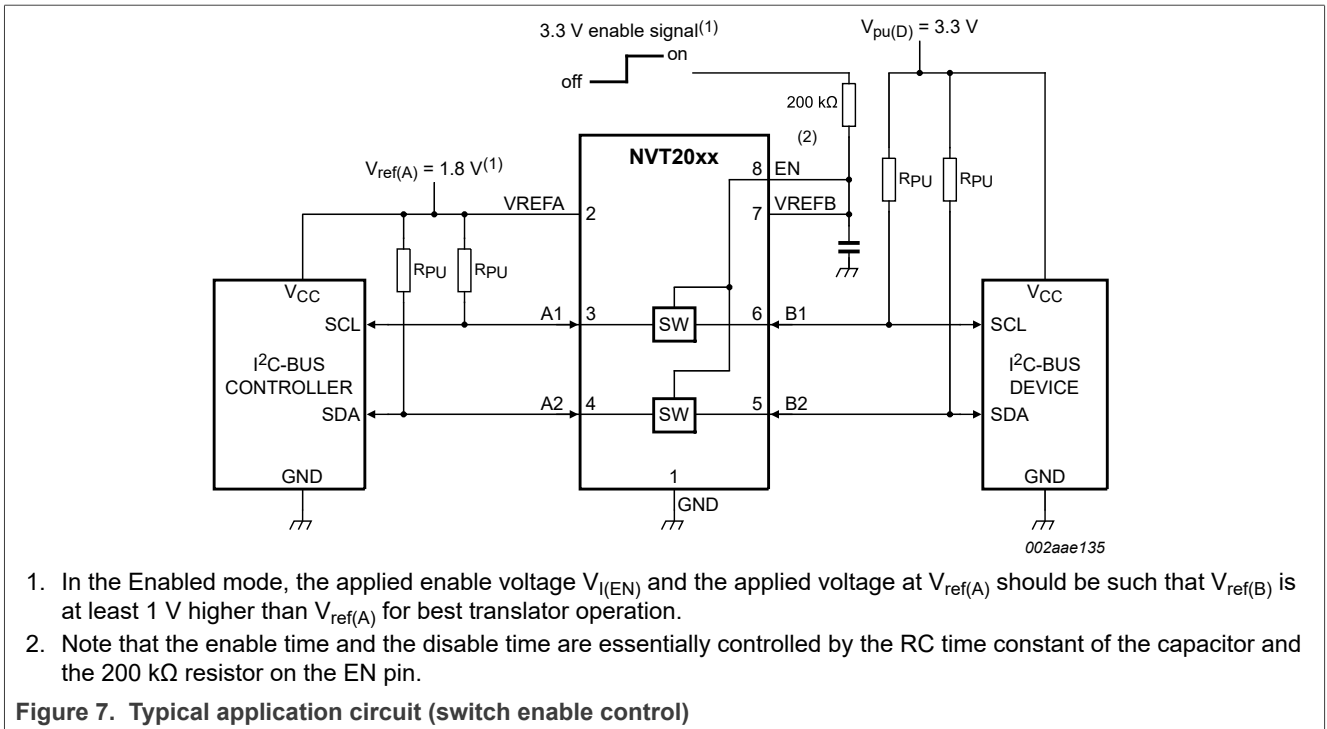 3.3 V enable signal(1)
on
off
Vpu(D) = 3.3 V
200 kΩ
(2)
NVT20xx
Vref(A) = 1.8 V(1)
8 EN
RPU RPU
VREFA 2
7 VREFB
RPU RPU
VCC
VCC
SCL
A1 3
SW
6 B1
SCL
I2C-BUS
CONTROLLER
I2C-BUS
DEVICE
SDA
A2 4
SW
5 B2
SDA
GND
1
GND
GND
002aae135
1. In the Enabled mode, the applied enable voltage VI(EN) and the applied voltage at Vref(A) should be such that Vref(B) is
at least 1 V higher than Vref(A) for best translator operation.
2. Note that the enable time and the disable time are essentially controlled by the RC time constant of the capacitor and
the 200 kΩ resistor on the EN pin.
Figure 7. Typical application circuit (switch enable control)